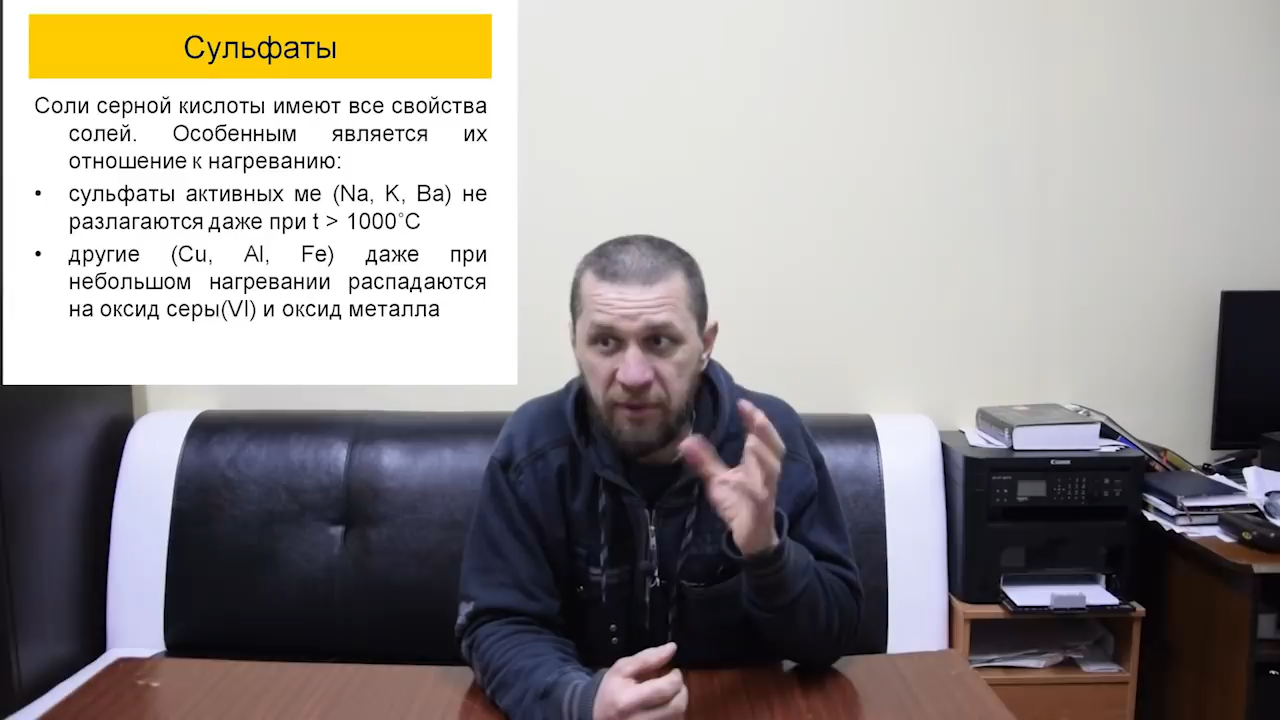 Сульфаты
Соли серной кислоты имеют все свойства
солей. Особенным является их
отношение к нагреванию:
• сульфаты активных ме (Na, K, Ba) не
разлагаются даже при t > 1000˚C
• другие (Cu, Al, Fe) даже при
небольшом нагревании распадаются
на оксид серы(VI) и оксид металла
Canon